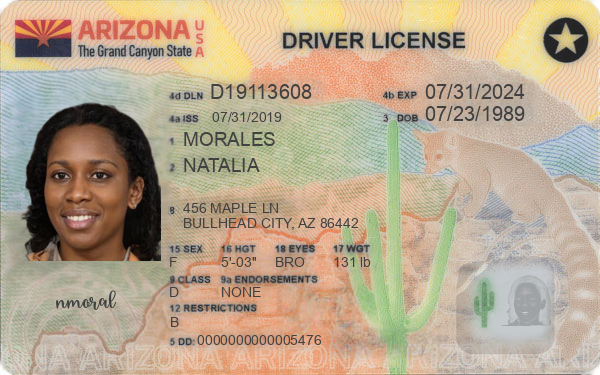 ARIZONA USA
The Grand Canyon State
DRIVER LICENSE
4d DLN D19113608
4b EXP 07/31/2024
4a ISS 07/31/2019
3 DOB 07/23/1989
1 MORALES
2 NATALIA
8 456 MAPLE LN
BULLHEAD CITY, AZ 86442
15 SEX 16 HGT 18 EYES 17 WGT
F 5'-03" BRO 131 lb
9 CLASS 9a ENDORSEMENTS
D NONE
12 RESTRICTIONS
B
nmoral
5 DD: 0000000000005476
ARIZONA ARIZONA ARIZONA ARIZONA